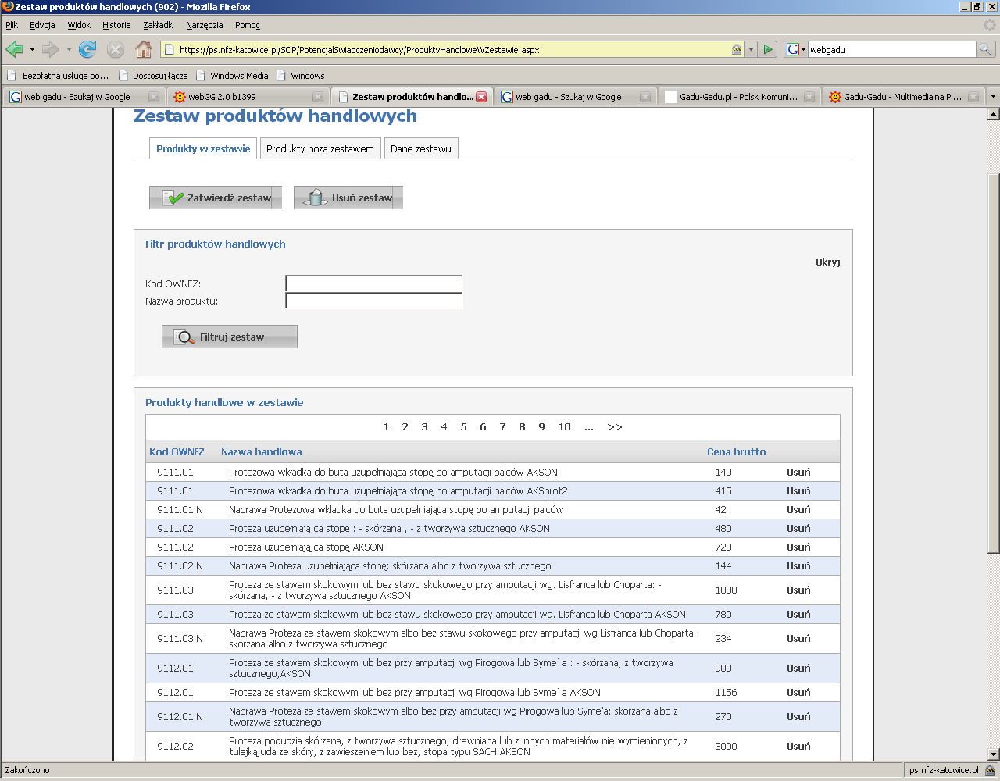 Zestaw produktów handlowych (902) - Mozilla Firefox
Plik Edycja Widok Historia Zakładki Narzędzia Pomoc
https://ps.nfz-katowice.pl/SOP/PotencjalSwiadczeniodawcy/ProduktyHandloweWZestawie.aspx
webgadu
Bezpłatna usługa po... Dostosuj łącza Windows Media Windows
web gadu - Szukaj w Google webGG 2.0 b1399 Zestaw produktów handlo... web gadu - Szukaj w Google Gadu-Gadu.pl - Polski Komuni... Gadu-Gadu - Multimedialna Pl...
Zestaw produktów handlowych
Produkty w zestawie Produkty poza zestawem Dane zestawu
Zatwierdź zestaw Usuń zestaw
Filtr produktów handlowych
Ukryj
Kod OWNFZ:
Nazwa produktu:
Filtruj zestaw
Produkty handlowe w zestawie
1 2 3 4 5 6 7 8 9 10 ... >>
Kod OWNFZ Nazwa handlowa Cena brutto
9111.01 Protezowa wkładka do buta uzupełniająca stopę po amputacji palców AKSON 140 Usuń
9111.01 Protezowa wkładka do buta uzupełniająca stopę po amputacji palców AKSprot2 415 Usuń
9111.01.N Naprawa Protezowa wkładka do buta uzupełniająca stopę po amputacji palców 42 Usuń
9111.02 Proteza uzupełniają ca stopę : - skórzana , - z tworzywa sztucznego AKSON 480 Usuń
9111.02 Proteza uzupełniają ca stopę AKSON 720 Usuń
9111.02.N Naprawa Proteza uzupełniająca stopę: skórzana albo z tworzywa sztucznego 144 Usuń
9111.03 Proteza ze stawem skokowym lub bez stawu skokowego przy amputacji wg. Lisfranca lub Choparta: - 1000 Usuń
skórzana, - z tworzywa sztucznego AKSON
9111.03 Proteza ze stawem skokowym lub bez stawu skokowego przy amputacji wg. Lisfranca lub Choparta AKSON 780 Usuń
9111.03.N Naprawa Proteza ze stawem skokowym albo bez stawu skokowego przy amputacji wg Lisfranca lub Choparta: 234 Usuń
skórzana albo z tworzywa sztucznego
9112.01 Proteza ze stawem skokowym lub bez przy amputacji wg Pirogowa lub Syme`a : - skórzana, z tworzywa 900 Usuń
sztucznego,AKSON
9112.01 Proteza ze stawem skokowym lub bez przy amputacji wg Pirogowa lub Syme`a AKSON 1156 Usuń
9112.01.N Naprawa Proteza ze stawem skokowym albo bez przy amputacji wg Pirogowa lub Syme'a: skórzana albo z 270 Usuń
tworzywa sztucznego
9112.02 Proteza podudzia skórzana, z tworzywa sztucznego, drewniana lub z innych materiałów nie wymienionych, z 3000 Usuń
tulejką uda ze skóry, z zawieszeniem lub bez, stopa typu SACH AKSON
Zakończono ps.nfz-katowice.pl